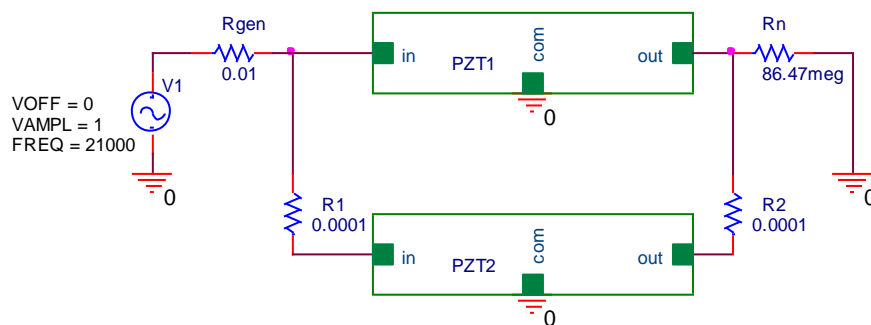 Rgen
0.01
V1
VOFF = 0
VAMPL = 1
FREQ = 21000
0
in
PZT1
com
out
0
Rn
86.47meg
0
R1
0.0001
R2
0.0001
in
PZT2
com
out
0